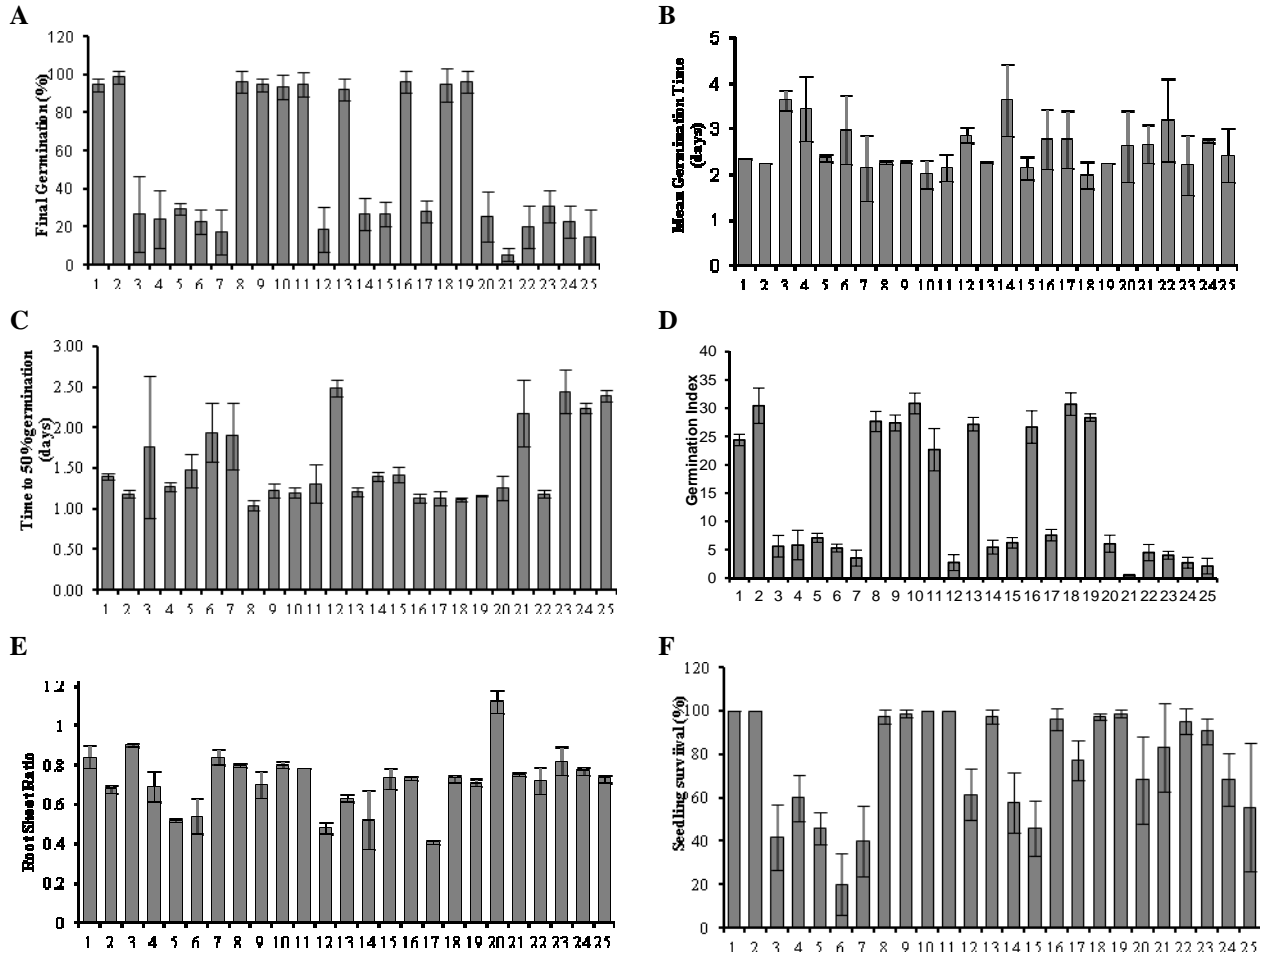 A
Final Germination (%)
120
100
80
60
40
20
0
1 2 3 4 5 6 7 8 9 10 11 12 13 14 15 16 17 18 19 20 21 22 23 24 25
B
Mean Germination Time
(days)
5
4
3
2
1
0
1 2 3 4 5 6 7 8 9 10 11 12 13 14 15 16 17 18 19 20 21 22 23 24 25
C
Time to 50%germination
(days)
3.00
2.50
2.00
1.50
1.00
0.50
0.00
1 2 3 4 5 6 7 8 9 10 11 12 13 14 15 16 17 18 19 20 21 22 23 24 25
D
Germination Index
40
35
30
25
20
15
10
5
0
1 2 3 4 5 6 7 8 9 10 11 12 13 14 15 16 17 18 19 20 21 22 23 24 25
E
Root Shoot Ratio
1.2
1
0.8
0.6
0.4
0.2
0
1 2 3 4 5 6 7 8 9 10 11 12 13 14 15 16 17 18 19 20 21 22 23 24 25
F
Seedling surviival (%)
120
100
80
60
40
20
0
1 2 3 4 5 6 7 8 9 10 11 12 13 14 15 16 17 18 19 20 21 22 23 24 25